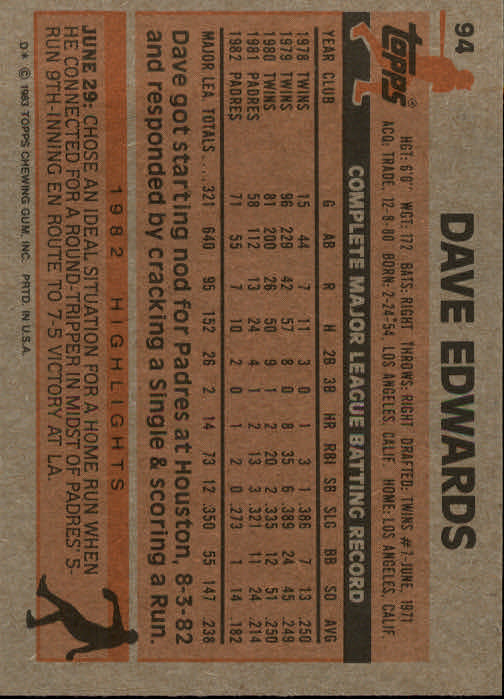 94
topps®
DAVE EDWARDS
HGT: 6'0" WGT: 172 BATS: RIGHT THROWS: RIGHT DRAFTED: TWINS #7-JUNE, 1971
ACQ: TRADE, 12-8-80 BORN: 2-24-54 LOS ANGELES, CALIF. HOME: LOS ANGELES, CALIF.
COMPLETE MAJOR LEAGUE BATTING RECORD
YEAR CLUB G AB R H 2B 3B HR RBI SB SLG BB SO AVG
1978 TWINS 15 44 7 11 3 0 1 3 1 .386 7 13 .250
1979 TWINS 96 229 42 57 8 0 8 35 6 .389 24 45 .249
1980 TWINS 81 200 26 50 9 1 2 20 2 .335 12 51 .250
1981 PADRES 58 112 13 24 4 1 2 13 3 .321 11 24 .214
1982 PADRES 71 55 7 10 2 0 1 2 0 .273 1 14 .182
MAJOR LEA. TOTALS .... 321 640 95 152 26 2 14 73 12 .350 55 147 .238
Dave got starting nod for Padres at Houston, 8-3-82
and responded by cracking a Single & scoring a Run.
1982 HIGHLIGHTS
JUNE 29: CHOSE AN IDEAL SITUATION FOR A HOME RUN WHEN
HE CONNECTED FOR A ROUND-TRIPPER IN MIDST OF PADRES' 5-
RUN 9TH-INNING EN ROUTE TO 7-5 VICTORY AT L.A.
D* © 1983 TOPPS CHEWING GUM, INC. PRTD. IN U.S.A.